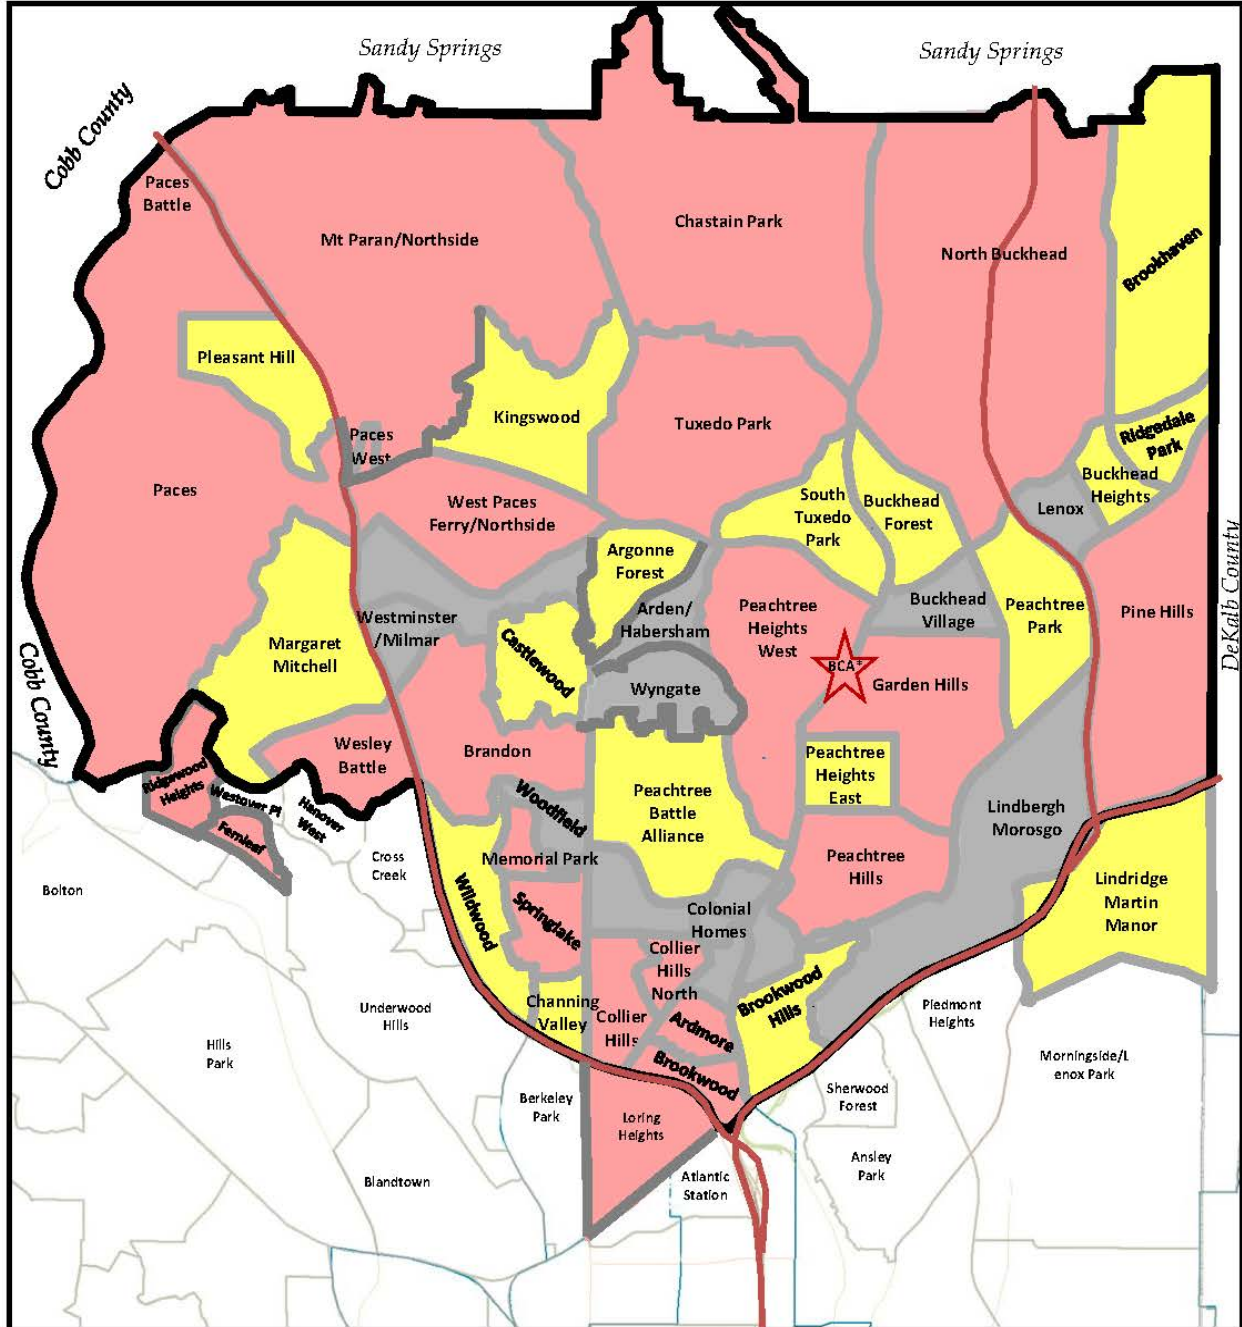 Sandy Springs
Sandy Springs
Cobb County
Paces
Battle
Mt Paran/Northside
Chastain Park
North Buckhead
Brookhaven
Pleasant Hill
Kingswood
Tuxedo Park
Paces
West
Ridgedale
Park
Buckhead
Heights
Paces
West Paces
Ferry/Northside
South
Tuxedo
Park
Buckhead
Forest
Lenox
Argonne
Forest
DeKalb County
Westminster
/Milmar
Arden/
Habersham
Peachtree
Heights
West
Buckhead
Village
Peachtree
Park
Pine Hills
Margaret
Mitchell
Castlewood
Wyngate
BCA*
Garden Hills
Cobb County
Wesley
Battle
Brandon
Peachtree
Heights
East
Ridgewood
Heights
Westover Pl
Hanover
West
Fernleaf
Woodfield
Peachtree
Battle
Alliance
Lindbergh
Morosgo
Cross
Creek
Memorial Park
Peachtree
Hills
Bolton
Wildwood
Springlake
Colonial
Homes
Lindridge
Martin
Manor
Collier
Hills
North
Brookwood
Hills
Underwood
Hills
Channing
Valley
Collier
Hills
Ardmore
Piedmont
Heights
Hills
Park
Brookwood
Morningside/L
enox Park
Berkeley
Park
Loring
Heights
Sherwood
Forest
Blandtown
Atlantic
Station
Ansley
Park